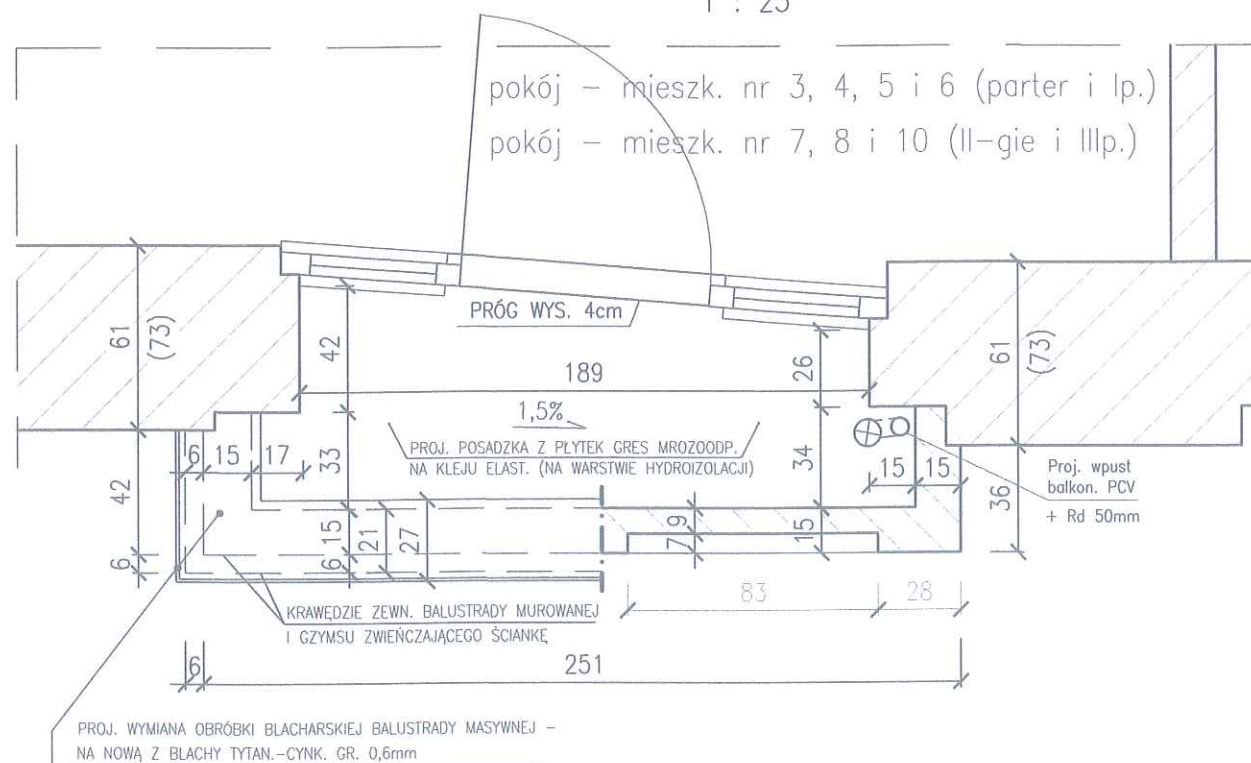 1 : 25
pokój – mieszk. nr 3, 4, 5 i 6 (parter i Ip.)
pokój – mieszk. nr 7, 8 i 10 (II-gie i IIIp.)
PRÓG WYS. 4cm
61
(73)
42
189
26
61
(73)
1,5%
PROJ. POSADZKA Z PŁYTEK GRES MROZOODP.
NA KLEJU ELAST. (NA WARSTWIE HYDROIZOLACJI)
6
15
17
33
34
15
15
Proj. wpust
balkon. PCV
+ Rd 50mm
42
36
6
15
6
21
27
9
7
15
83
28
KRAWĘDZIE ZEWN. BALUSTRADY MUROWANEJ
I GZYMSU ZWIEŃCZAJĄCEGO ŚCIANKĘ
6
251
PROJ. WYMIANA OBRÓBKI BLACHARSKIEJ BALUSTRADY MASYWNEJ –
NA NOWĄ Z BLACHY TYTAN.-CYNK. GR. 0,6mm